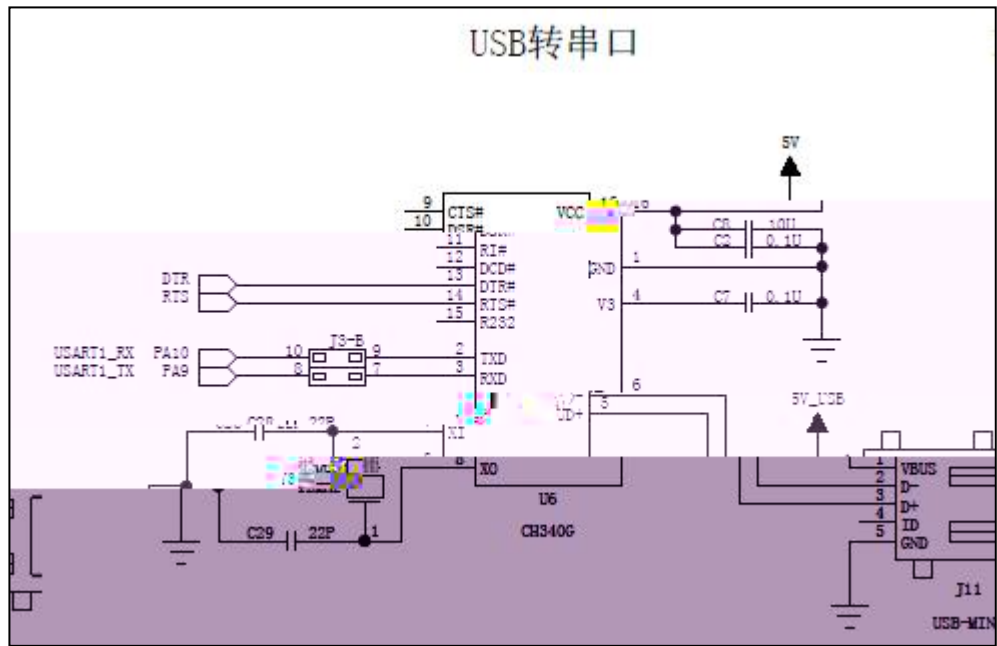 USB转串口
5V
9 CTS# VCC
10 DSR#
C8 10U
C2 0.1U
11 RI#
12 DCD# GND 1
DTR 13 DTR#
RTS 14 RTS# V3 4 C7 0.1U
15 R232
J3-B
USART1_RX PA10 10 9 2 TXD
USART1_TX PA9 8 7 3 RXD
6
UD+ 5 5V_USB
22P XI
2
8 XO
1 VBUS
2 D-
3 D+
4 ID
5 GND
U6
CH340G
C29 22P 1
J11
USB-MIN